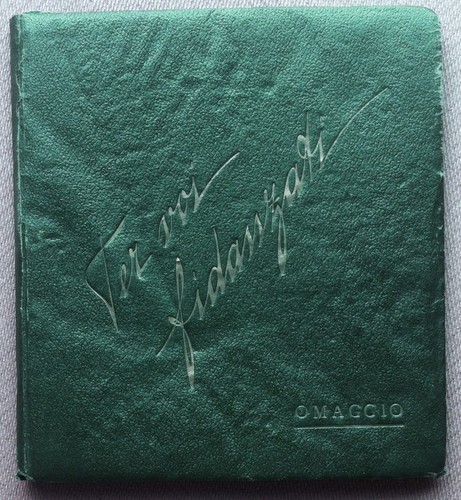 Per voi
fidanzati
OMAGGIO